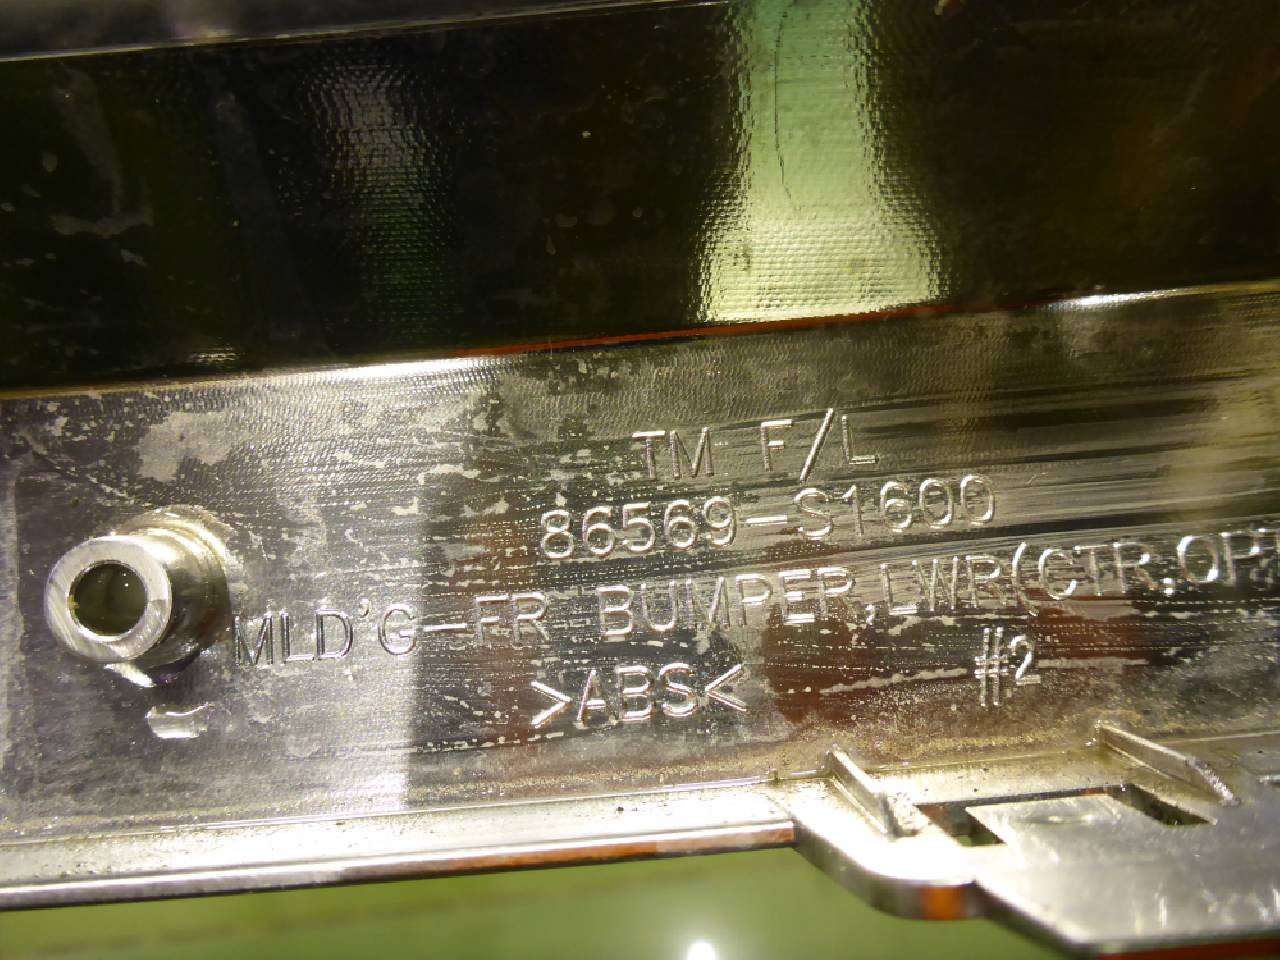 TM F/L
86569-S1600
MLD'G-FR BUMPER,LWR(CTR,OP
>ABS<
#2